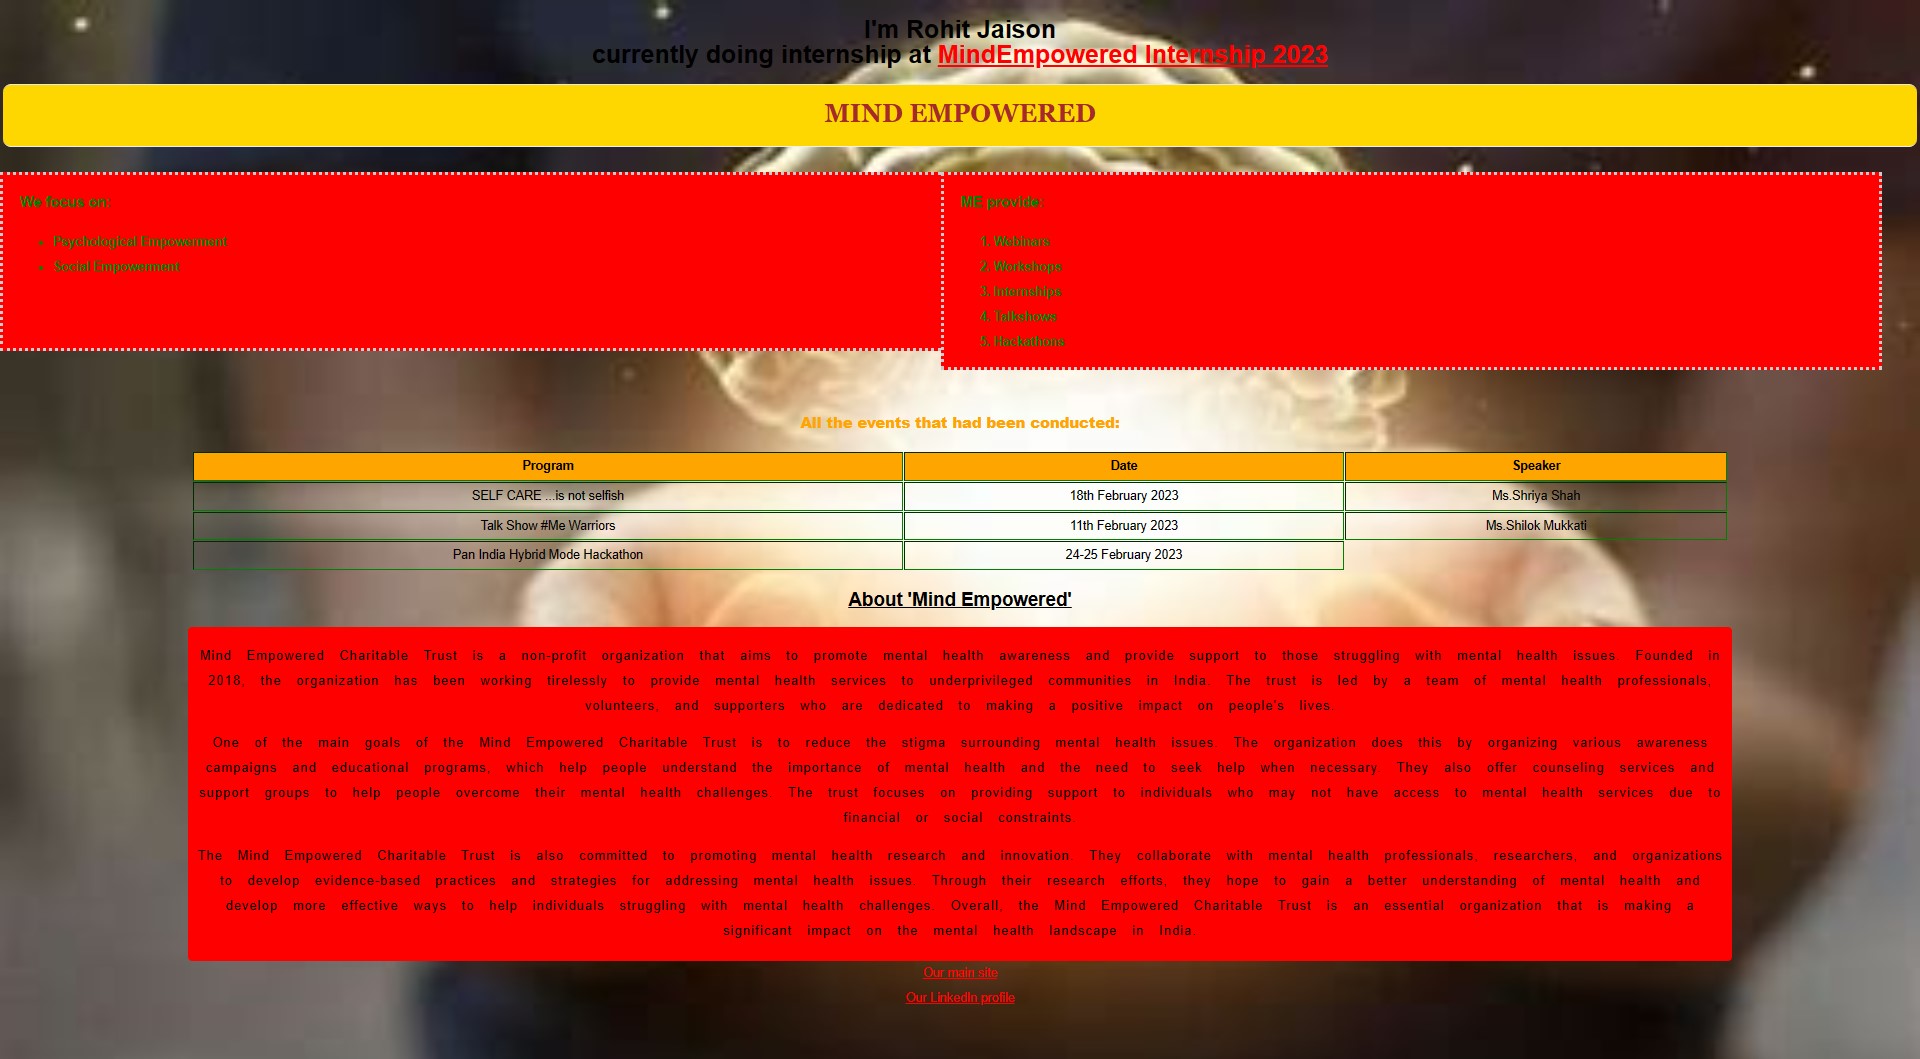 I'm Rohit Jaison
currently doing internship at MindEmpowered Internship 2023
MIND EMPOWERED
We focus on:
Psychological Empowerment
Social Empowerment
ME provide:
1. Webinars
2. Workshops
3. Internships
4. Talkshows
5. Hackathons
All the events that had been conducted:
Program Date Speaker
SELF CARE ...is not selfish 18th February 2023 Ms.Shriya Shah
Talk Show #Me Warriors 11th February 2023 Ms.Shilok Mukkati
Pan India Hybrid Mode Hackathon 24-25 February 2023
About 'Mind Empowered'
Mind Empowered Charitable Trust is a non-profit organization that aims to promote mental health awareness and provide support to those struggling with mental health issues. Founded in
2018, the organization has been working tirelessly to provide mental health services to underprivileged communities in India. The trust is led by a team of mental health professionals,
volunteers, and supporters who are dedicated to making a positive impact on people's lives.
One of the main goals of the Mind Empowered Charitable Trust is to reduce the stigma surrounding mental health issues. The organization does this by organizing various awareness
campaigns and educational programs, which help people understand the importance of mental health and the need to seek help when necessary. They also offer counseling services and
support groups to help people overcome their mental health challenges. The trust focuses on providing support to individuals who may not have access to mental health services due to
financial or social constraints.
The Mind Empowered Charitable Trust is also committed to promoting mental health research and innovation. They collaborate with mental health professionals, researchers, and organizations
to develop evidence-based practices and strategies for addressing mental health issues. Through their research efforts, they hope to gain a better understanding of mental health and
develop more effective ways to help individuals struggling with mental health challenges. Overall, the Mind Empowered Charitable Trust is an essential organization that is making a
significant impact on the mental health landscape in India.
Our main site
Our LinkedIn profile